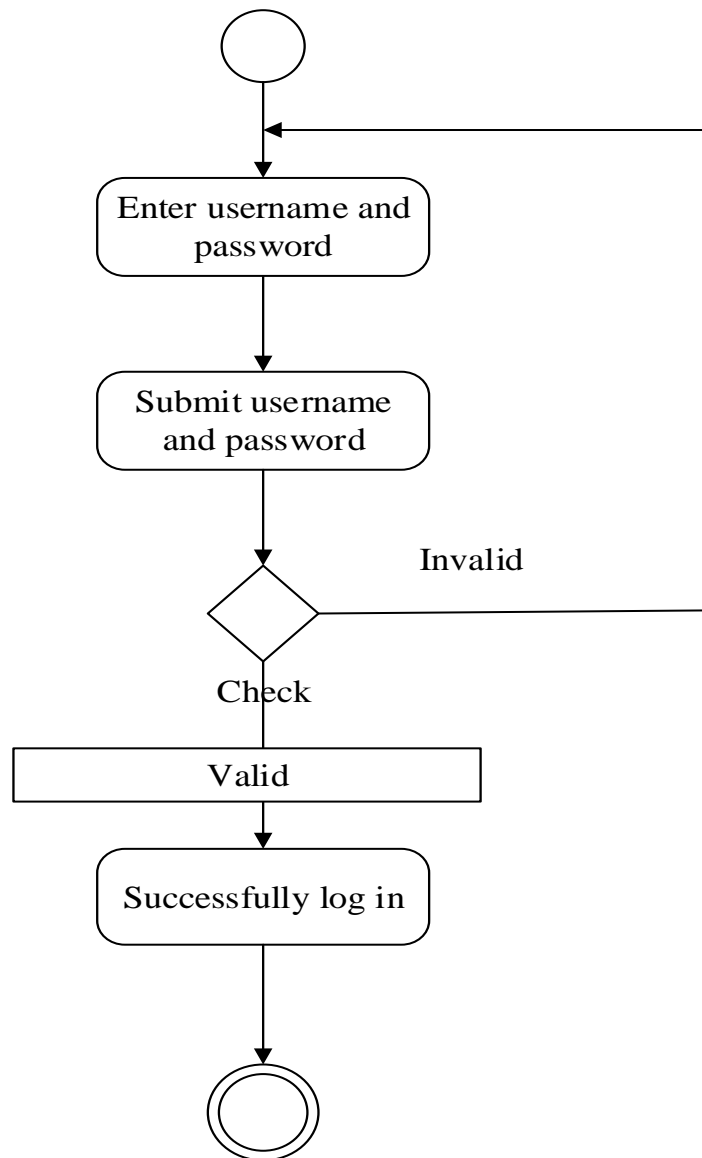 Enter username and
password
Submit username
and password
Invalid
Check
Valid
Successfully log in